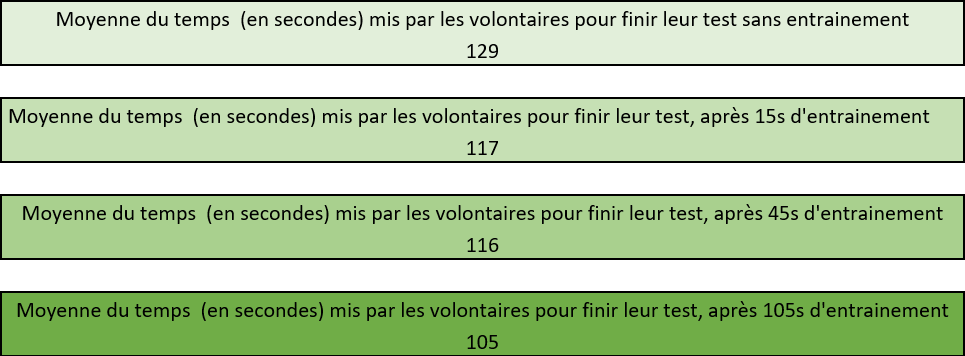 Moyenne du temps  (en secondes) mis par les volontaires pour finir leur test sans entrainement
129
Moyenne du temps  (en secondes) mis par les volontaires pour finir leur test, après 15s d'entrainement
117
Moyenne du temps  (en secondes) mis par les volontaires pour finir leur test, après 45s d'entrainement
116
Moyenne du temps  (en secondes) mis par les volontaires pour finir leur test, après 105s d'entrainement
105